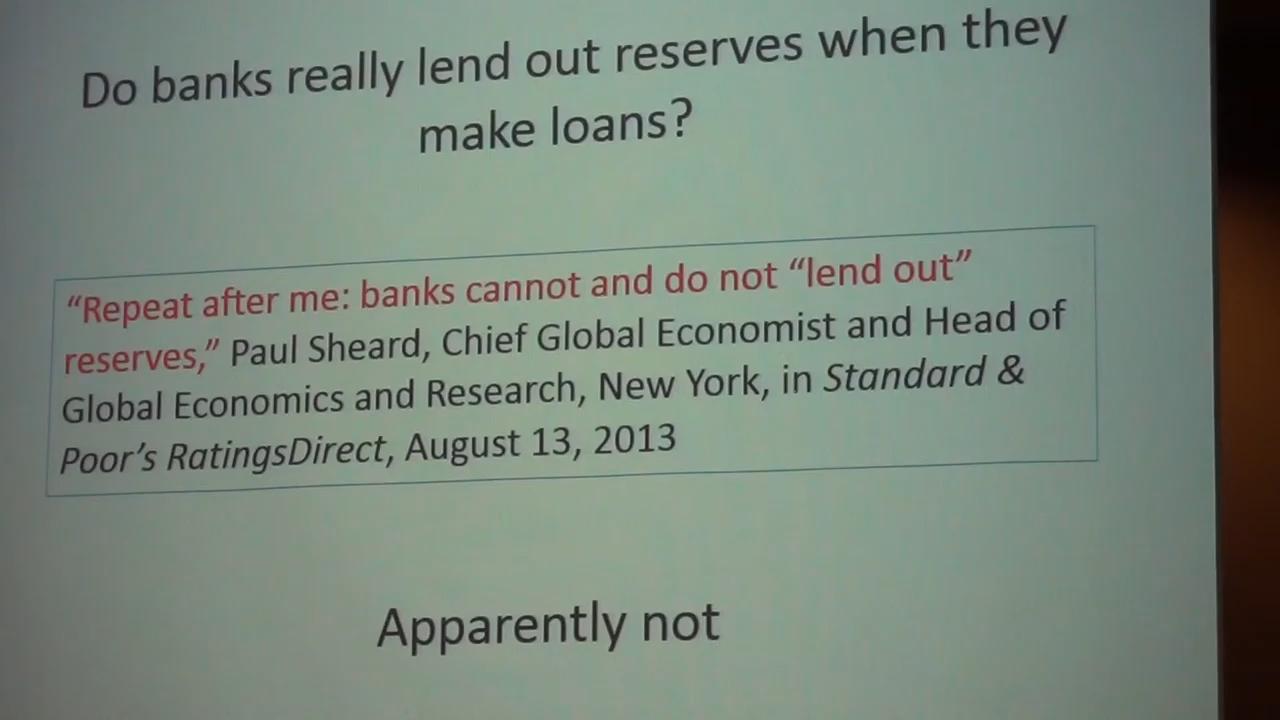 Do banks really lend out reserves when they
make loans?
“Repeat after me: banks cannot and do not “lend out”
reserves,” Paul Sheard, Chief Global Economist and Head of
Global Economics and Research, New York, in Standard &
Poor’s RatingsDirect, August 13, 2013
Apparently not